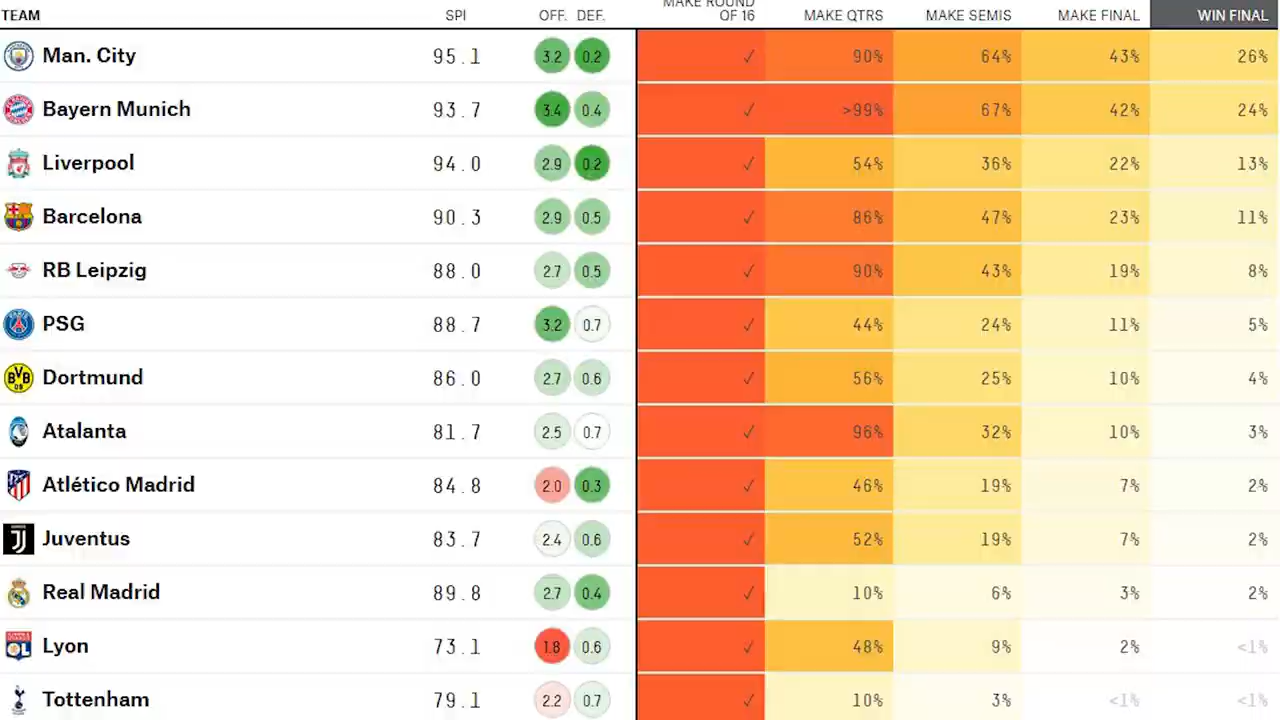 MAKE ROUND
TEAM SPI OFF. DEF. OF 16 MAKE QTRS MAKE SEMIS MAKE FINAL WIN FINAL
Man. City 95.1 3.2 0.2 ✓ 90% 64% 43% 26%
Bayern Munich 93.7 3.4 0.4 ✓ >99% 67% 42% 24%
Liverpool 94.0 2.9 0.2 ✓ 54% 36% 22% 13%
Barcelona 90.3 2.9 0.5 ✓ 86% 47% 23% 11%
RB Leipzig 88.0 2.7 0.5 ✓ 90% 43% 19% 8%
PSG 88.7 3.2 0.7 ✓ 44% 24% 11% 5%
BVB 09 Dortmund 86.0 2.7 0.6 ✓ 56% 25% 10% 4%
Atalanta 81.7 2.5 0.7 ✓ 96% 32% 10% 3%
Atlético Madrid 84.8 2.0 0.3 ✓ 46% 19% 7% 2%
Juventus 83.7 2.4 0.6 ✓ 52% 19% 7% 2%
Real Madrid 89.8 2.7 0.4 ✓ 10% 6% 3% 2%
OL Lyon 73.1 1.8 0.6 ✓ 48% 9% 2% <1%
Tottenham 79.1 2.2 0.7 ✓ 10% 3% <1% <1%